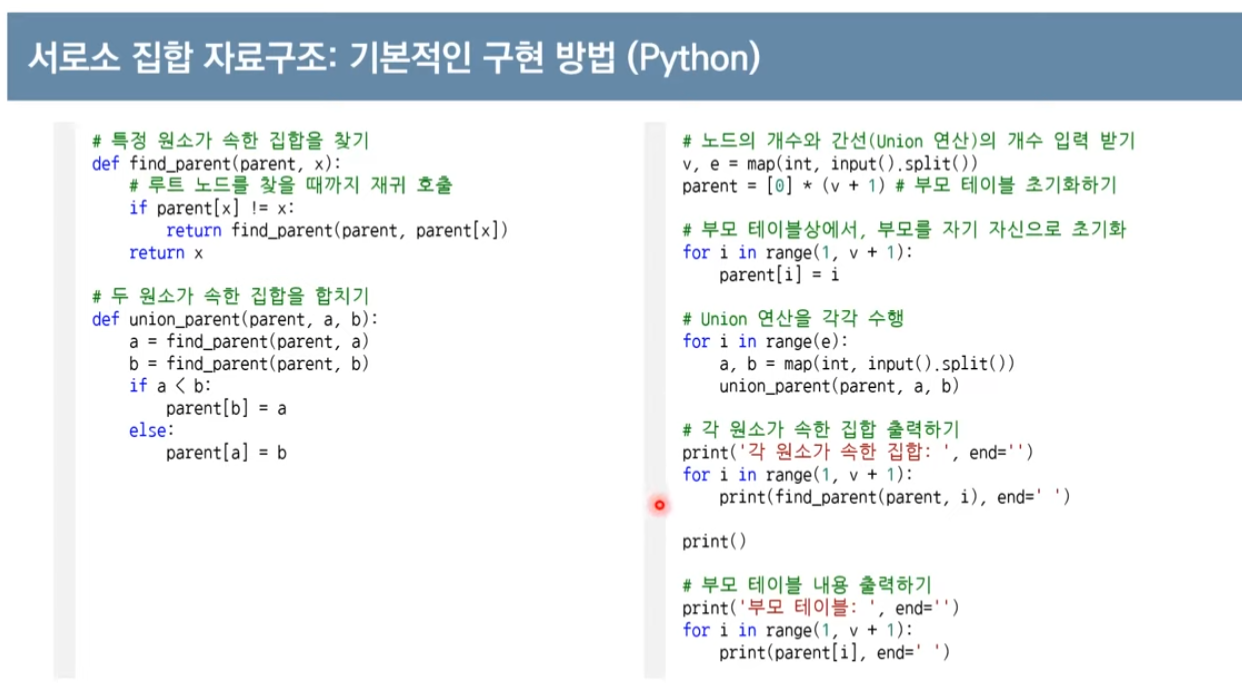 서로소 집합 자료구조: 기본적인 구현 방법 (Python)
# 특정 원소가 속한 집합을 찾기
def find_parent(parent, x):
    # 루트 노드를 찾을 때까지 재귀 호출
    if parent[x] != x:
        return find_parent(parent, parent[x])
    return x
# 두 원소가 속한 집합을 합치기
def union_parent(parent, a, b):
    a = find_parent(parent, a)
    b = find_parent(parent, b)
    if a < b:
        parent[b] = a
    else:
        parent[a] = b
# 노드의 개수와 간선(Union 연산)의 개수 입력 받기
v, e = map(int, input().split())
parent = [0] * (v + 1) # 부모 테이블 초기화하기
# 부모 테이블상에서, 부모를 자기 자신으로 초기화
for i in range(1, v + 1):
    parent[i] = i
# Union 연산을 각각 수행
for i in range(e):
    a, b = map(int, input().split())
    union_parent(parent, a, b)
# 각 원소가 속한 집합 출력하기
print('각 원소가 속한 집합: ', end='')
for i in range(1, v + 1):
    print(find_parent(parent, i), end=' ')
print()
# 부모 테이블 내용 출력하기
print('부모 테이블: ', end='')
for i in range(1, v + 1):
    print(parent[i], end=' ')